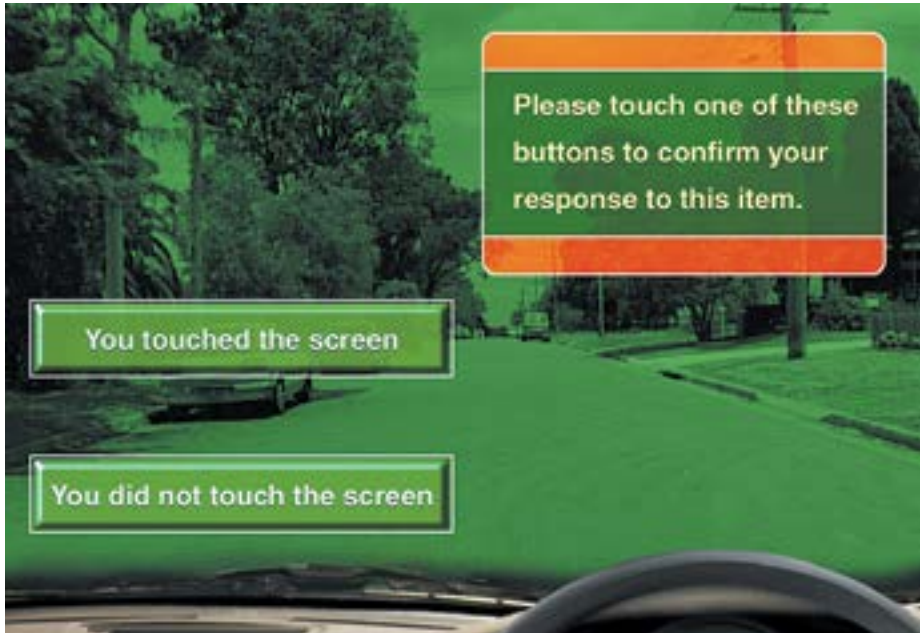 Please touch one of these
buttons to confirm your
response to this item.
You touched the screen
You did not touch the screen